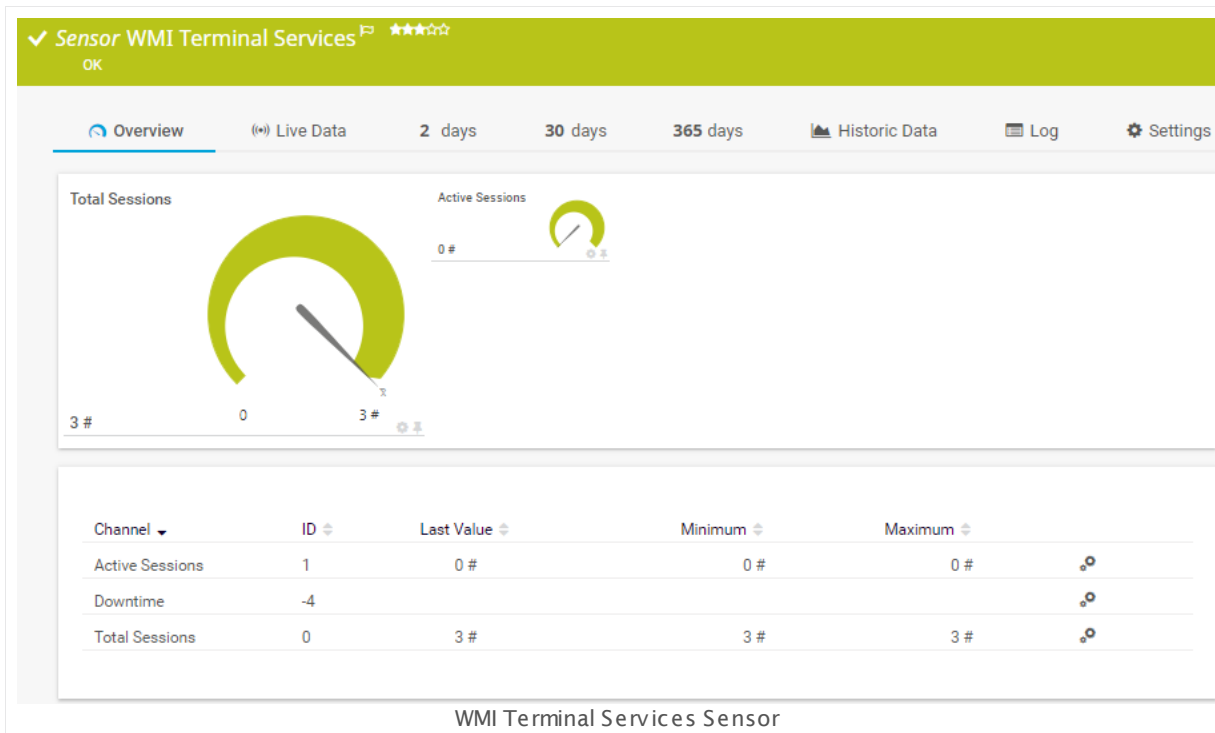 Sensor WMI Terminal Services
OK
Overview Live Data 2 days 30 days 365 days Historic Data Log Settings
Total Sessions
Active Sessions
0 #
0 3 #
3 #
Channel ID Last Value Minimum Maximum
Active Sessions 1 0 # 0 # 0 #
Downtime -4
Total Sessions 0 3 # 3 # 3 #
WMI Terminal Services Sensor